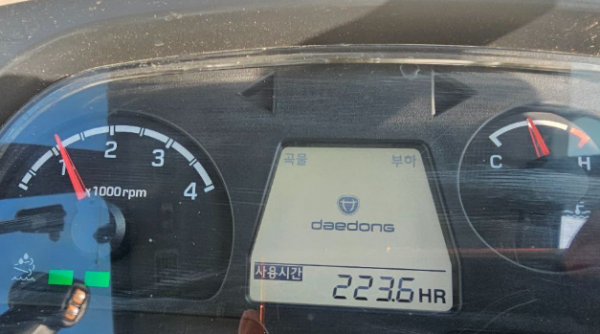 1 2 3 4
x1000rpm
곡물 부하
daedong
사용시간
223.6 HR
C H